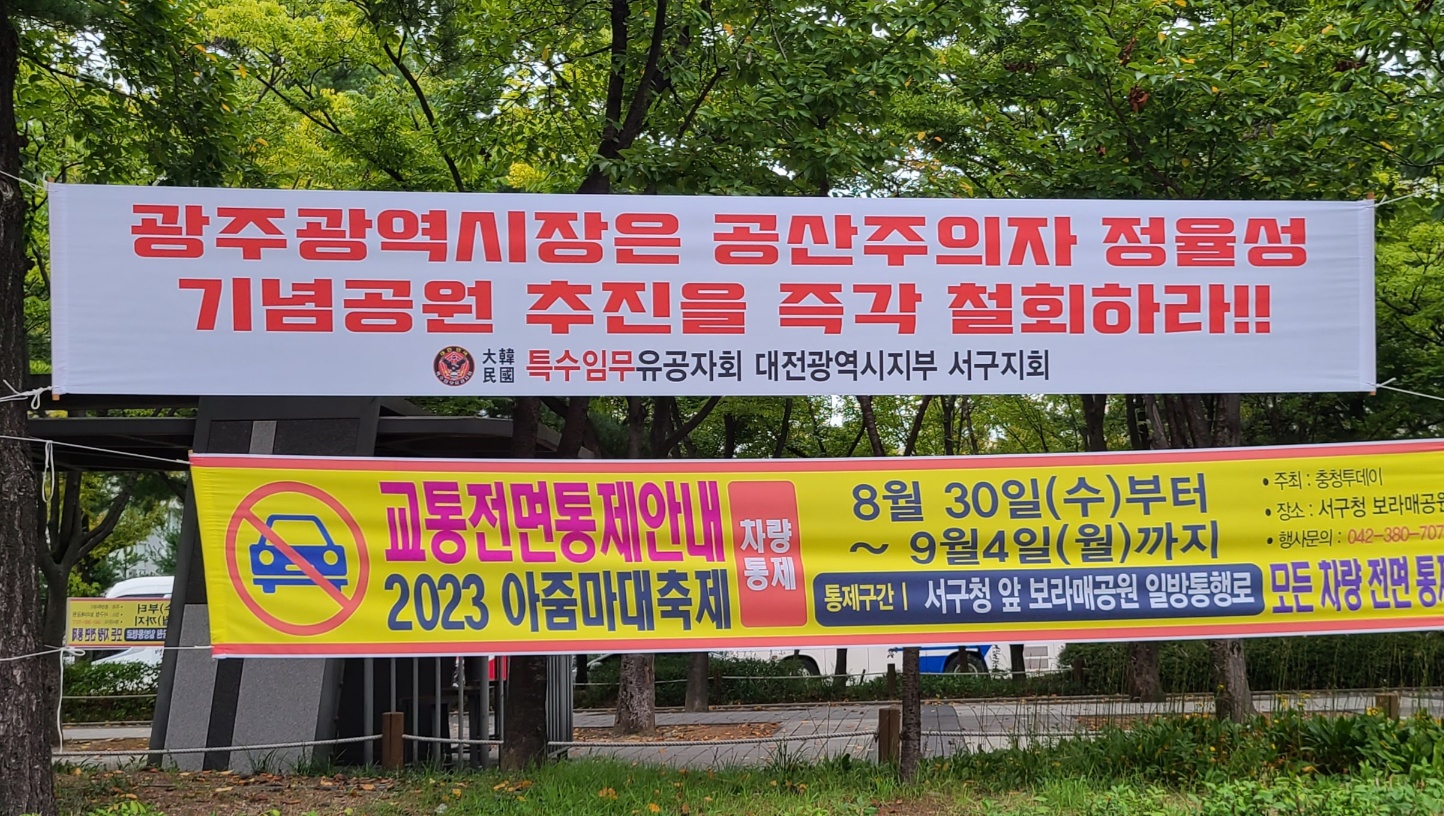 광주광역시장은 공산주의자 정율성
기념공원 추진을 즉각 철회하라!!
大韓
民國
특수임무유공자회 대전광역시지부 서구지회
교통전면통제안내
2023 아줌마대축제
차량
통제
8월 30일(수)부터
~ 9월4일(월)까지
통제구간 | 서구청 앞 보라매공원 일방통행로
• 주최 : 충청투데이
• 장소 : 서구청 보라매공원
• 행사문의 : 042-380-707
모든 차량 전면 통제